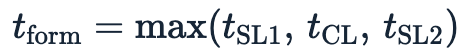 t_form = max(t_SL1, t_CL, t_SL2)